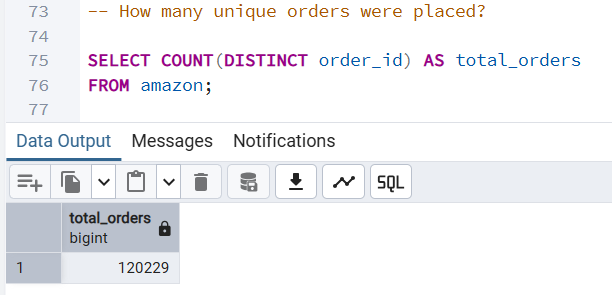 73 -- How many unique orders were placed?
74
75 SELECT COUNT(DISTINCT order_id) AS total_orders
76 FROM amazon;
77
Data Output Messages Notifications
SQL
total_orders
bigint
1 120229